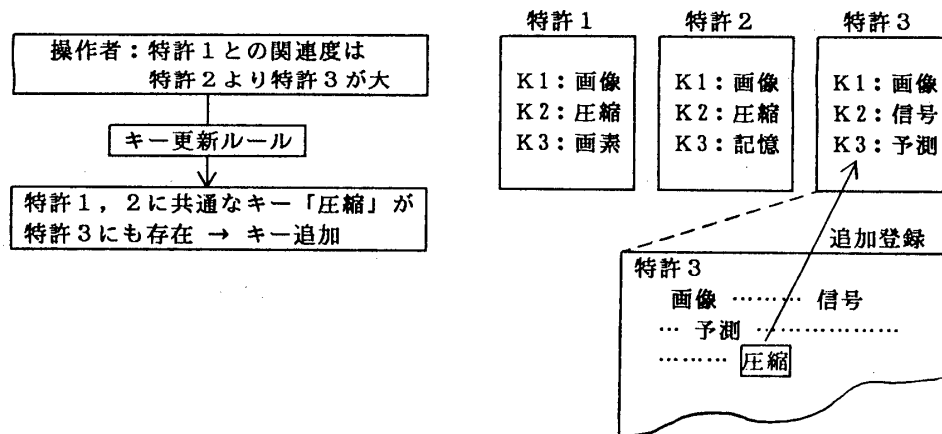 操作者：特許１との関連度は
特許２より特許３が大
キー更新ルール
特許１，２に共通なキー「圧縮」が
特許３にも存在 → キー追加
特許１
K1：画像
K2：圧縮
K3：画素
特許２
K1：画像
K2：圧縮
K3：記憶
特許３
K1：画像
K2：信号
K3：予測
追加登録
特許３
画像 ……… 信号
… 予測 ………………
……… 圧縮